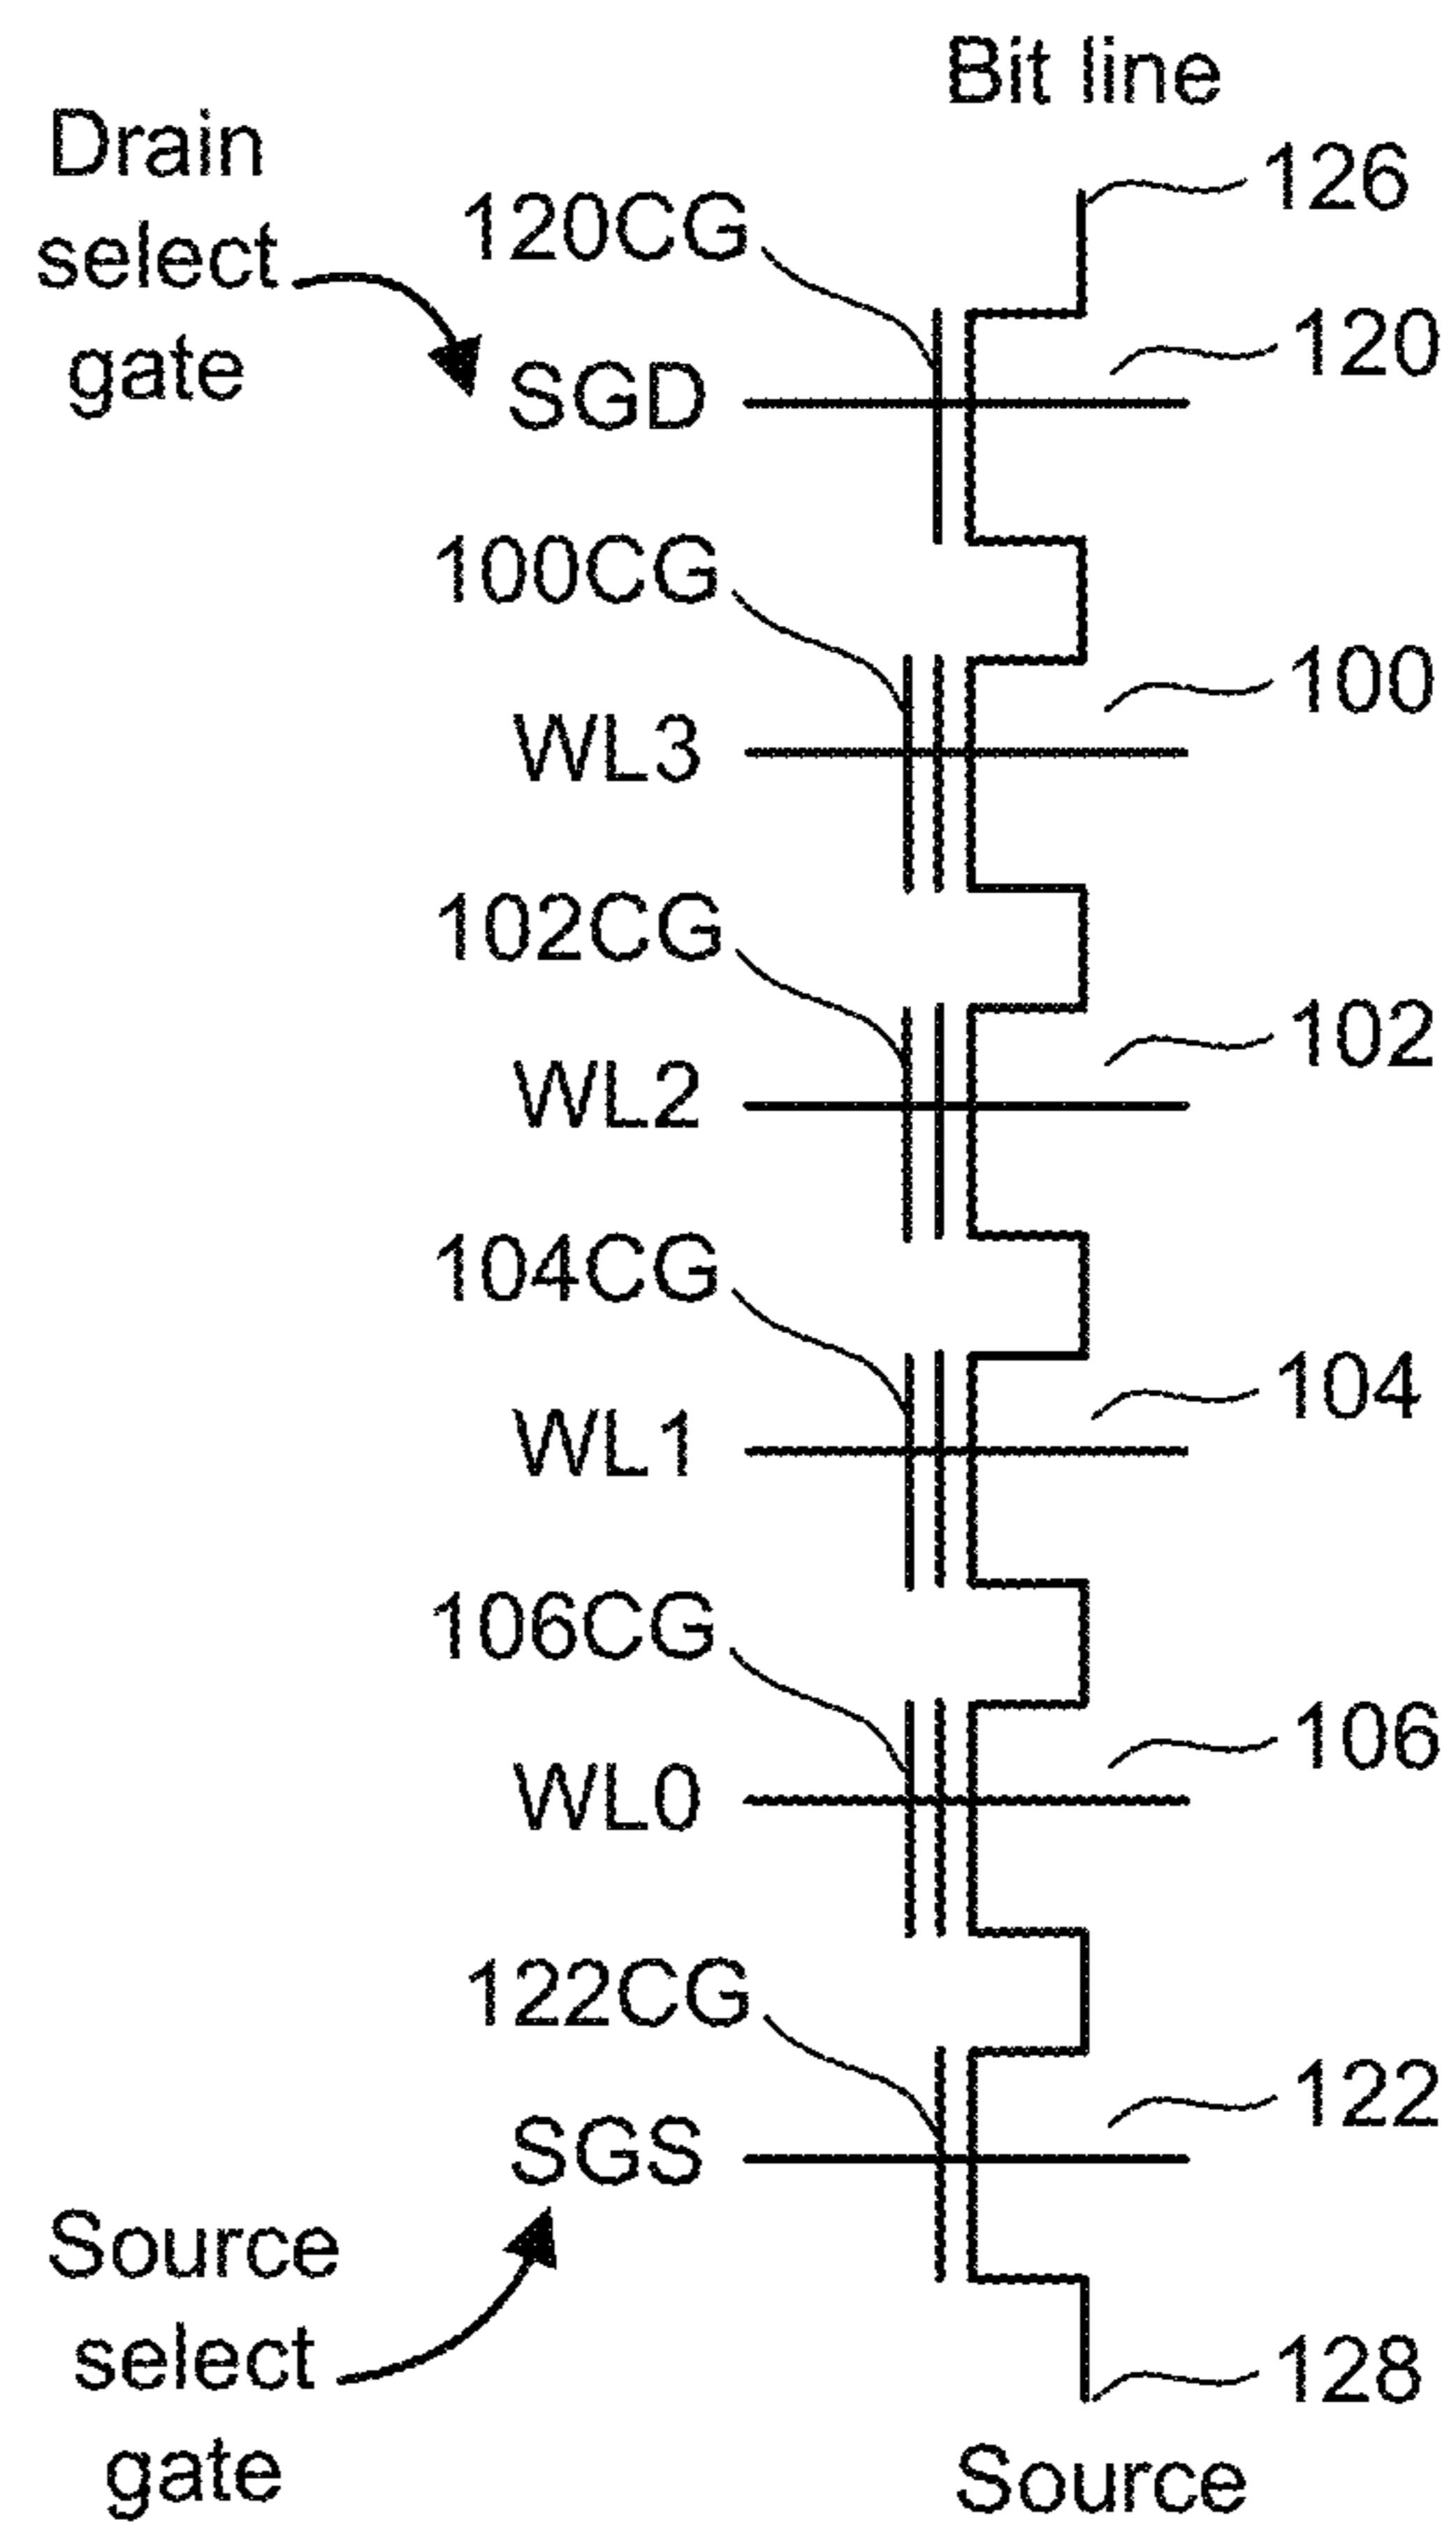 Bit line
126
Drain
select
gate
120CG
120
SGD
100CG
100
WL3
102CG
102
WL2
104CG
104
WL1
106CG
106
WL0
122CG
122
SGS
Source
select
gate
128
Source